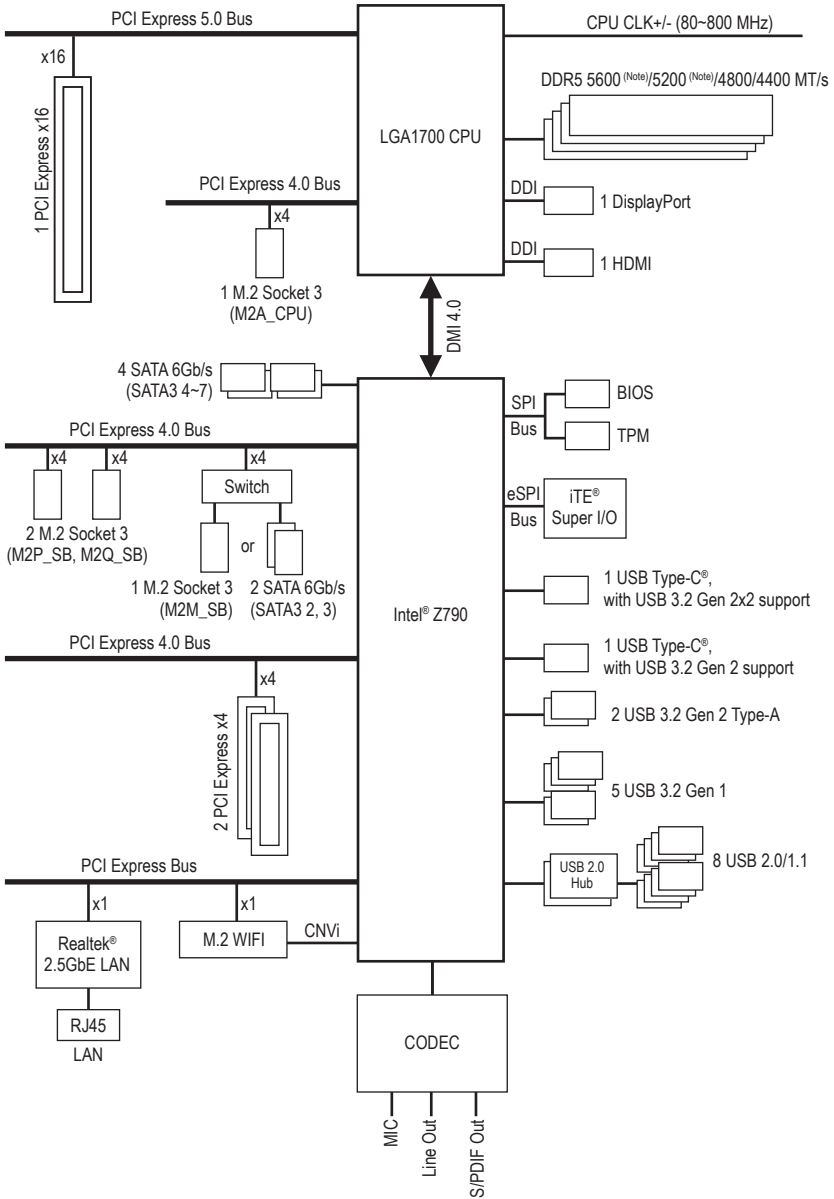 PCI Express 5.0 Bus
CPU CLK+/- (80~800 MHz)
x16
1 PCI Express x16
DDR5 5600 (Note)/5200 (Note)/4800/4400 MT/s
LGA1700 CPU
PCI Express 4.0 Bus
x4
1 M.2 Socket 3
(M2A_CPU)
DDI
1 DisplayPort
DDI
1 HDMI
DMI 4.0
4 SATA 6Gb/s
(SATA3 4~7)
SPI
Bus
BIOS
TPM
PCI Express 4.0 Bus
x4
x4
x4
Switch
2 M.2 Socket 3
(M2P_SB, M2Q_SB)
or
1 M.2 Socket 3
(M2M_SB)
2 SATA 6Gb/s
(SATA3 2, 3)
eSPI
Bus
iTE®
Super I/O
Intel® Z790
1 USB Type-C®,
with USB 3.2 Gen 2x2 support
PCI Express 4.0 Bus
x4
2 PCI Express x4
1 USB Type-C®,
with USB 3.2 Gen 2 support
2 USB 3.2 Gen 2 Type-A
5 USB 3.2 Gen 1
USB 2.0
Hub
8 USB 2.0/1.1
PCI Express Bus
x1
x1
Realtek®
2.5GbE LAN
M.2 WIFI
CNVi
RJ45
LAN
CODEC
MIC
Line Out
S/PDIF Out